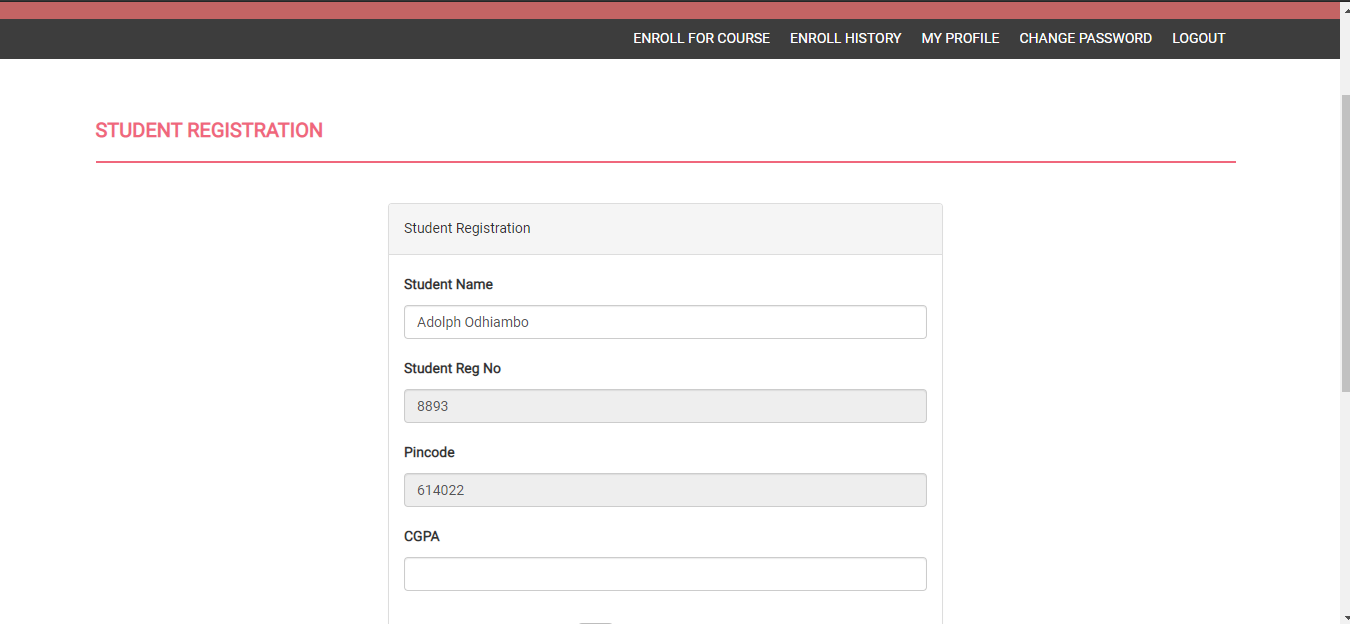 ENROLL FOR COURSE ENROLL HISTORY MY PROFILE CHANGE PASSWORD LOGOUT
STUDENT REGISTRATION
Student Registration
Student Name
Adolph Odhiambo
Student Reg No
8893
Pincode
614022
CGPA